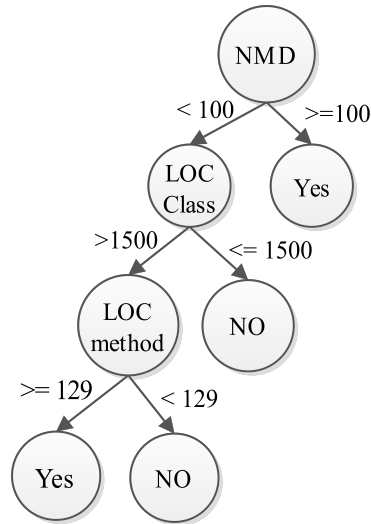 NMD
< 100
>=100
LOC
Class
Yes
>1500
<= 1500
LOC
method
NO
>= 129
< 129
Yes
NO